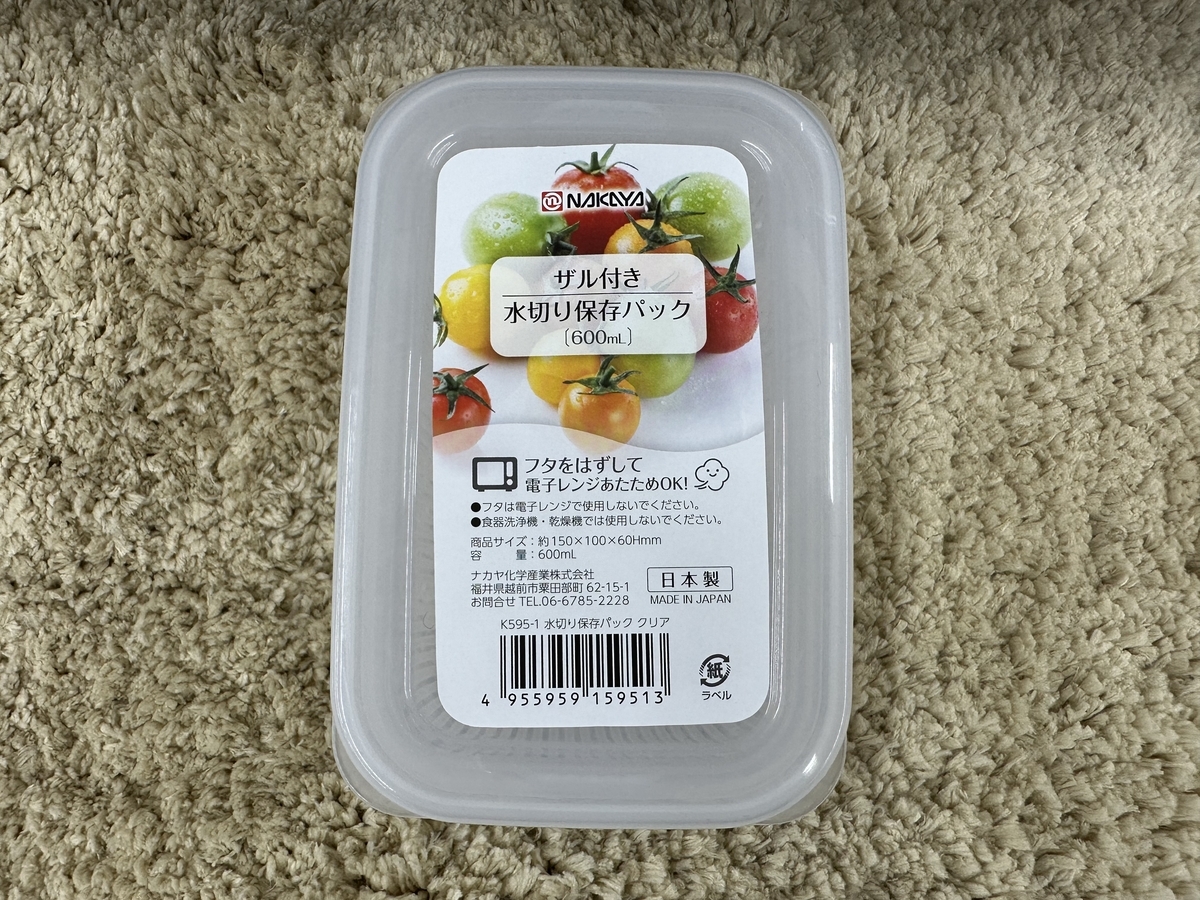 NAKAYA
ザル付き
水切り保存パック
〔600mL〕
フタをはずして
電子レンジあたためOK!
●フタは電子レンジで使用しないでください。
●食器洗浄機・乾燥機では使用しないでください。
商品サイズ：約150×100×60Hmm
容　　量：600mL
ナカヤ化学産業株式会社
福井県越前市粟田部町62-15-1
お問合せ TEL.06-6785-2228
日本製
MADE IN JAPAN
K595-1 水切り保存パック クリア
4 955959 159513
紙
ラベル